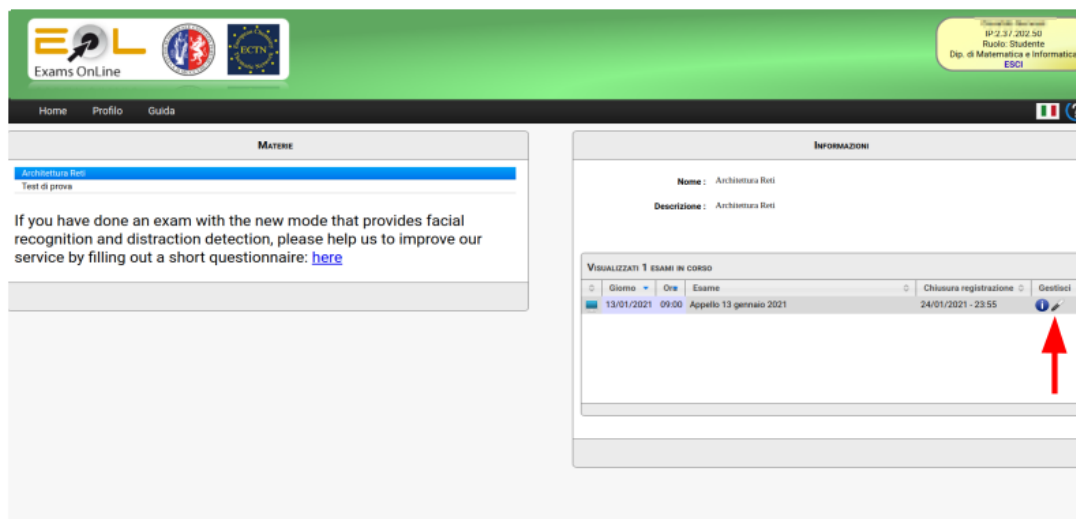 EOL
Exams OnLine
ECTN
IP:2.37.202.50
Ruolo: Studente
Dip. di Matematica e Informatica
ESCI
Home Profilo Guida
Materie
Architettura Reti
Test di prova
If you have done an exam with the new mode that provides facial
recognition and distraction detection, please help us to improve our
service by filling out a short questionnaire: here
Informazioni
Nome : Architettura Reti
Descrizione : Architettura Reti
Visualizzati 1 esami in corso
Giorno Ora Esame Chiusura registrazione Gestisci
13/01/2021 09:00 Appello 13 gennaio 2021 24/01/2021 - 23:55